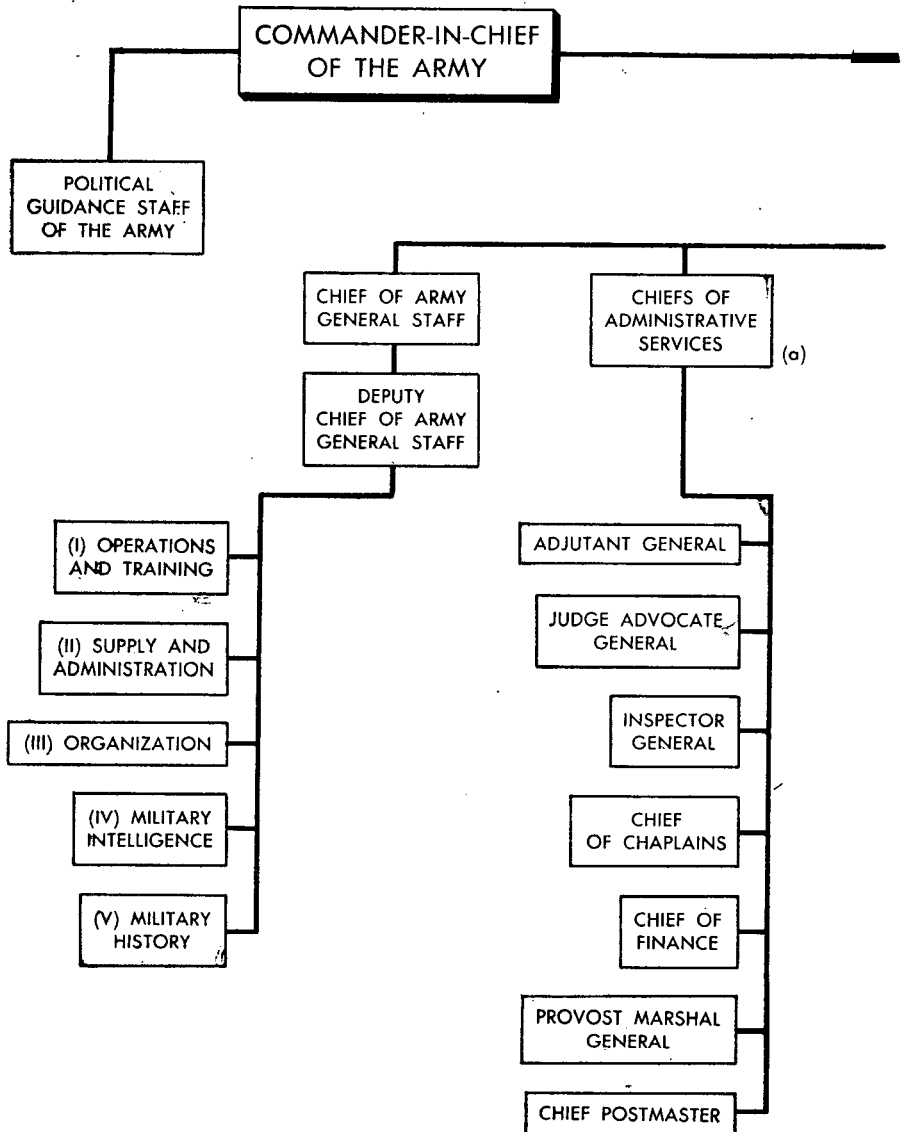 COMMANDER-IN-CHIEF
OF THE ARMY
POLITICAL
GUIDANCE STAFF
OF THE ARMY
CHIEF OF ARMY
GENERAL STAFF
CHIEFS OF
ADMINISTRATIVE
SERVICES
(a)
DEPUTY
CHIEF OF ARMY
GENERAL STAFF
(I) OPERATIONS
AND TRAINING
(II) SUPPLY AND
ADMINISTRATION
(III) ORGANIZATION
(IV) MILITARY
INTELLIGENCE
(V) MILITARY
HISTORY
ADJUTANT GENERAL
JUDGE ADVOCATE
GENERAL
INSPECTOR
GENERAL
CHIEF
OF CHAPLAINS
CHIEF OF
FINANCE
PROVOST MARSHAL
GENERAL
CHIEF POSTMASTER